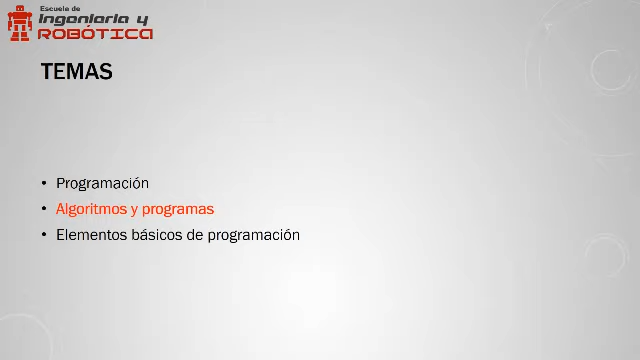 Escuela de
Ingeniería y
ROBÓTICA
TEMAS
• Programación
• Algoritmos y programas
• Elementos básicos de programación